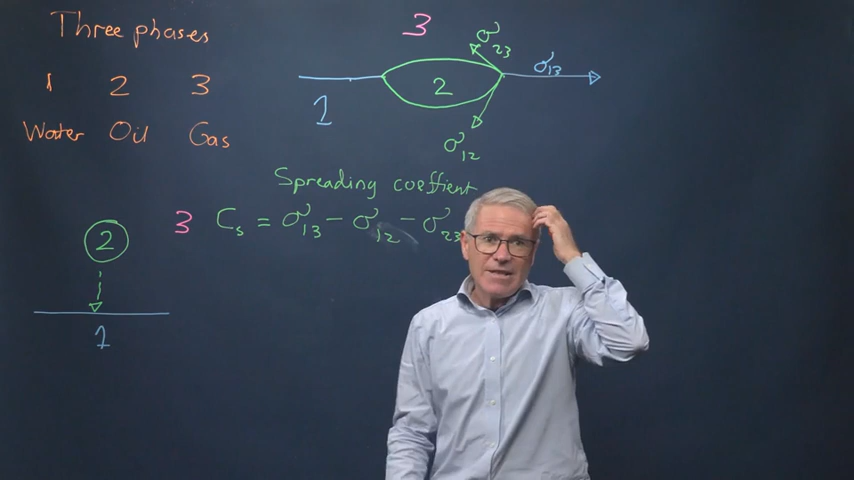 Three phases
1 2 3
Water Oil Gas
3
σ23
σ13
2
1
σ12
Spreading coeffient
3 Cs = σ13 - σ12 - σ23
2
1